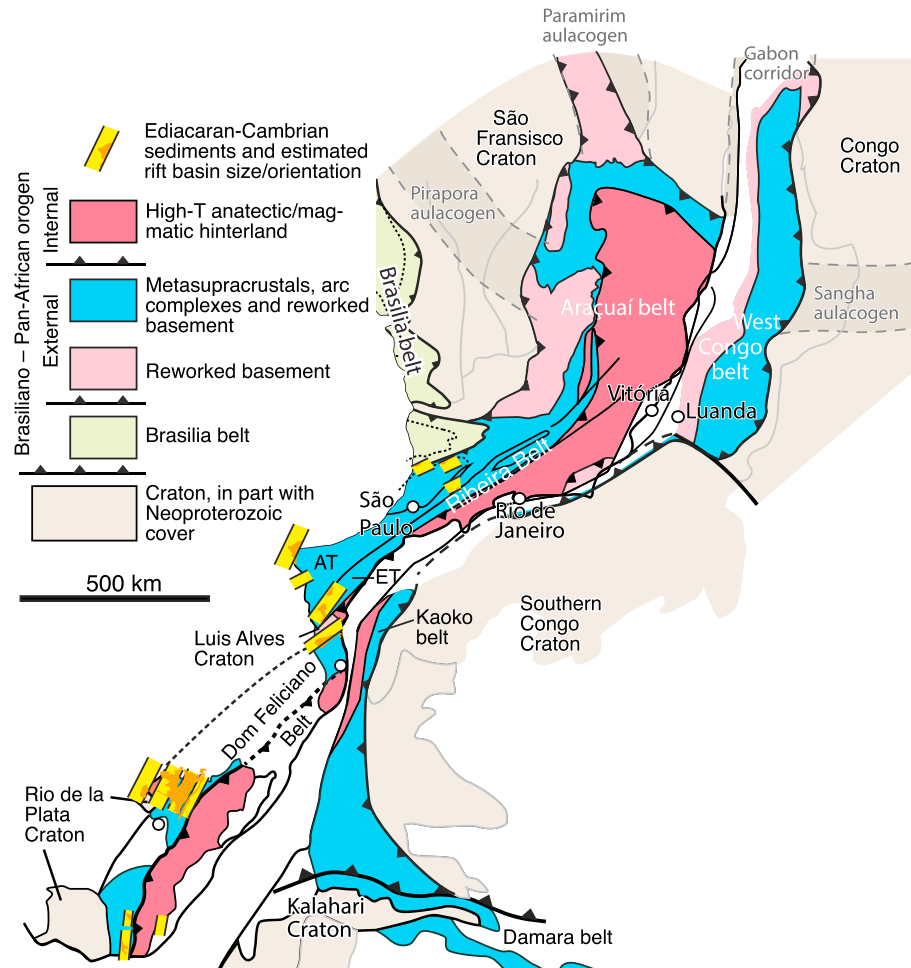 Paramirim
aulacogen
Gabon
corridor
São
Fransisco
Craton
Congo
Craton
Ediacaran-Cambrian
sediments and estimated
rift basin size/orientation
Brasiliano – Pan-African orogen
Internal
High-T anatectic/mag-
matic hinterland
External
Metasupracrustals, arc
complexes and reworked
basement
Reworked basement
Brasilia belt
Craton, in part with
Neoproterozoic
cover
500 km
Pirapora
aulacogen
Brasilia belt
Sangha
aulacogen
Aracuaí belt
West
Congo
belt
Vitória
Luanda
Ribeira Belt
São
Paulo
Rio de
Janeiro
AT
ET
Southern
Congo
Craton
Kaoko
belt
Luis Alves
Craton
Dom Feliciano
Belt
Rio de la
Plata
Craton
Kalahari
Craton
Damara belt